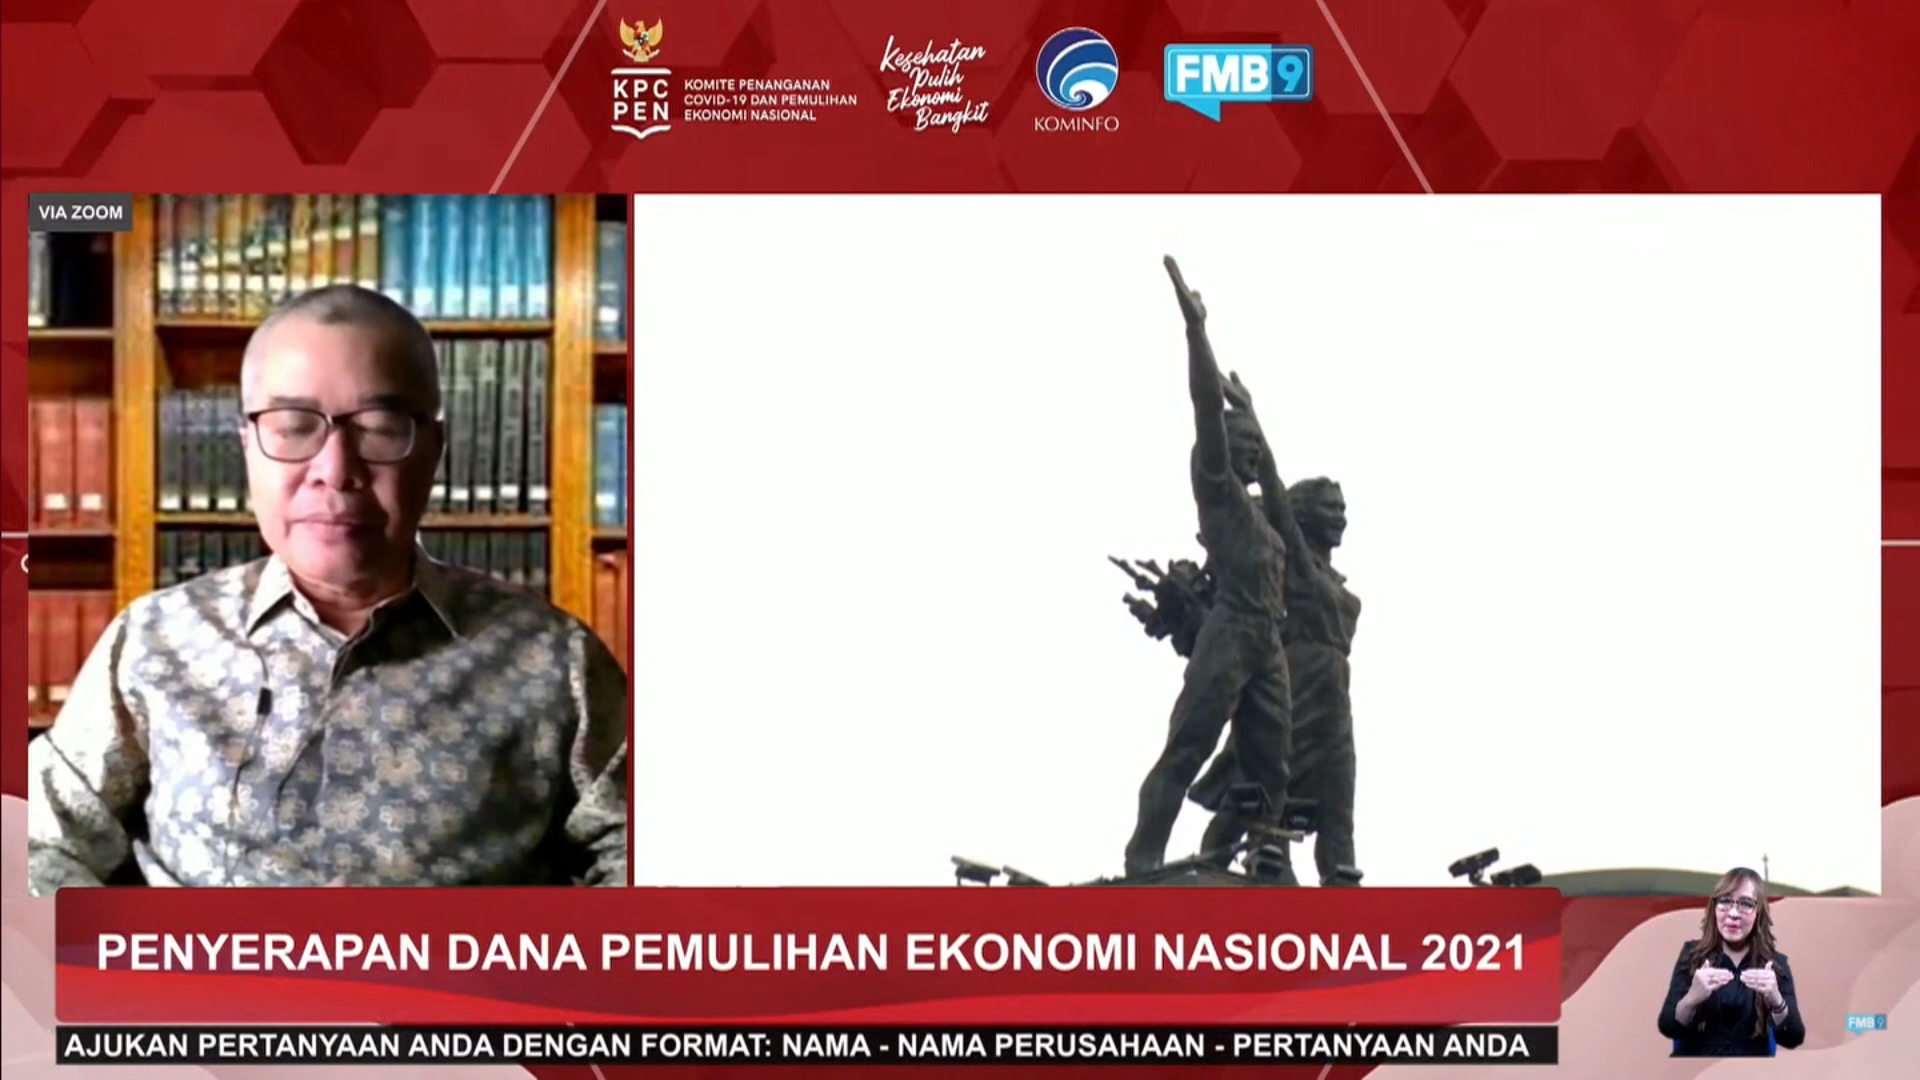 KPC
PEN
KOMITE PENANGANAN
COVID-19 DAN PEMULIHAN
EKONOMI NASIONAL
Kesehatan
Pulih
Ekonomi
Bangkit
KOMINFO
FMB9
VIA ZOOM
PENYERAPAN DANA PEMULIHAN EKONOMI NASIONAL 2021
AJUKAN PERTANYAAN ANDA DENGAN FORMAT: NAMA - NAMA PERUSAHAAN - PERTANYAAN ANDA
FMB9